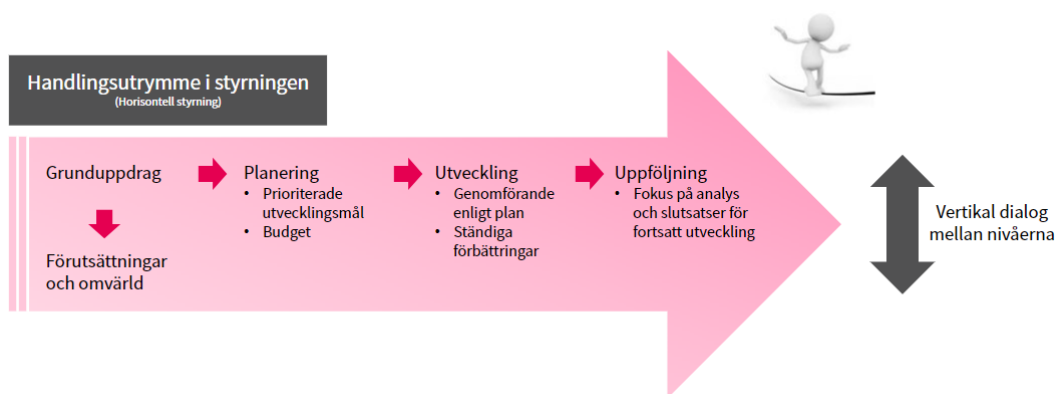 Handlingsutrymme i styrningen
(Horisontell styrning)
Grunduppdrag
Förutsättningar
och omvärld
Planering
• Prioriterade
utvecklingsmål
• Budget
Utveckling
• Genomförande
enligt plan
• Ständiga
förbättringar
Uppföljning
• Fokus på analys
och slutsatser för
fortsatt utveckling
Vertikal dialog
mellan nivåerna